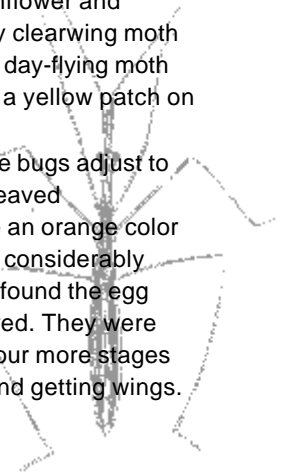 nflower and
y clearwing moth
day-flying moth
a yellow patch on
e bugs adjust to
eaved
an orange color
considerably
found the egg
ed. They were
our more stages
nd getting wings.